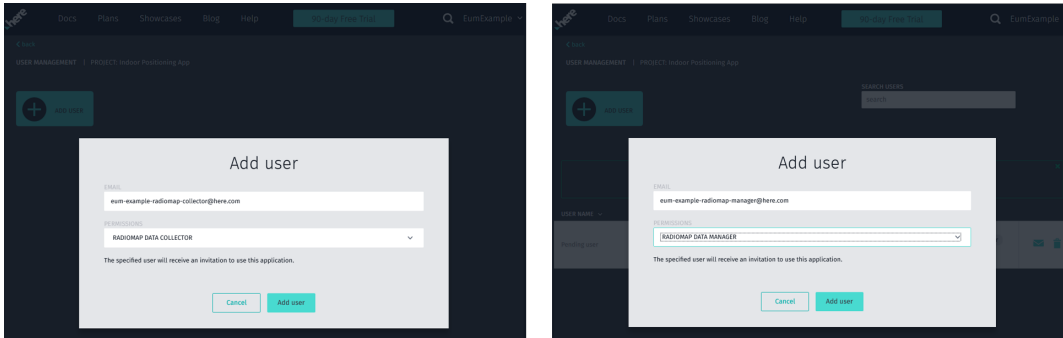 here
Docs Plans Showcases Blog Help 90-day Free Trial EumExample
back
USER MANAGEMENT | PROJECT: Indoor Positioning App
ADD USER
Add user
EMAIL
eum-example-radiomap-collector@here.com
PERMISSIONS
RADIOMAP DATA COLLECTOR
The specified user will receive an invitation to use this application.
Cancel Add user
here
Docs Plans Showcases Blog Help 90-day Free Trial EumExample
back
USER MANAGEMENT | PROJECT: Indoor Positioning App
SEARCH USERS
search
ADD USER
Add user
EMAIL
eum-example-radiomap-manager@here.com
USER NAME
PERMISSIONS
RADIOMAP DATA MANAGER
Pending user
The specified user will receive an invitation to use this application.
Cancel Add user